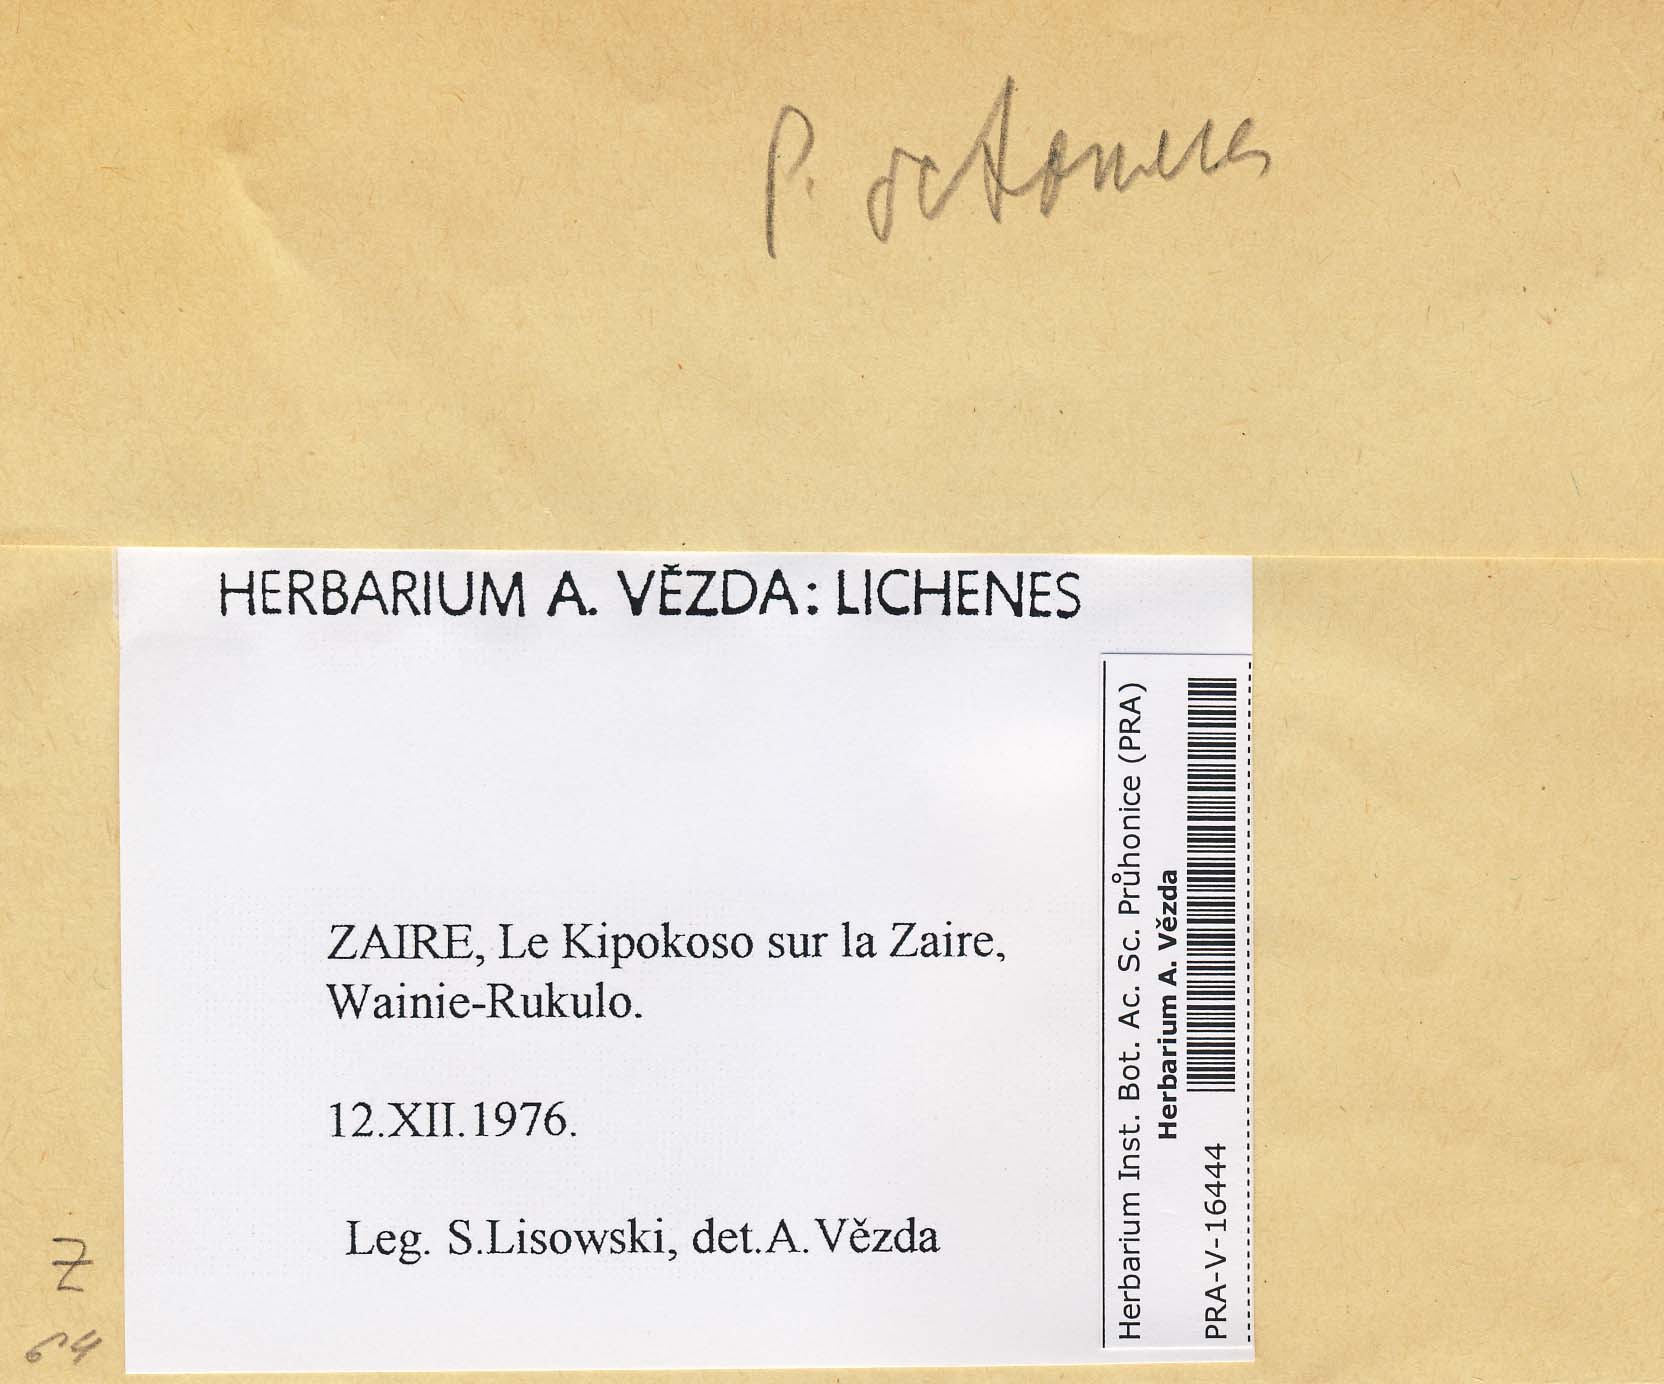 P. octomera
HERBARIUM A. VĚZDA: LICHENES
ZAIRE, Le Kipokoso sur la Zaire,
Wainie-Rukulo.
12.XII.1976.
Leg. S.Lisowski, det.A.Vězda
Herbarium Inst. Bot. Ac. Sc. Průhonice (PRA)
Herbarium A. Vězda
PRA-V-16444
Z
64